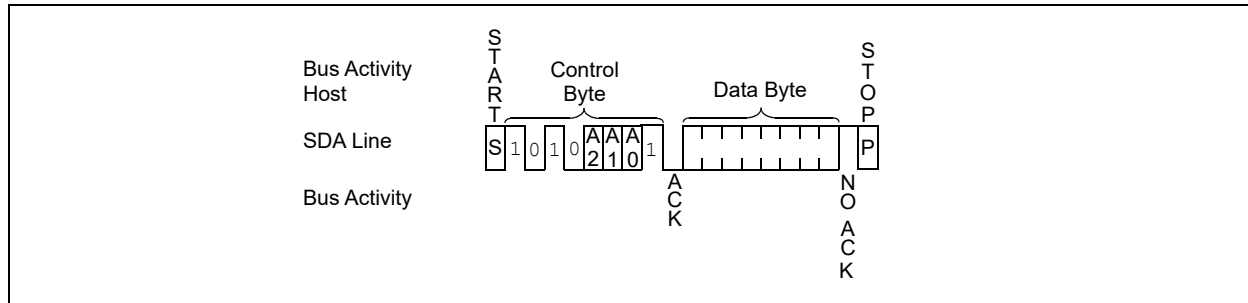 START
STOP
Bus Activity
Host
Control
Byte
Data Byte
SDA Line
S 1 0 1 0 A2 A1 A0 1 P
Bus Activity
ACK
NO ACK